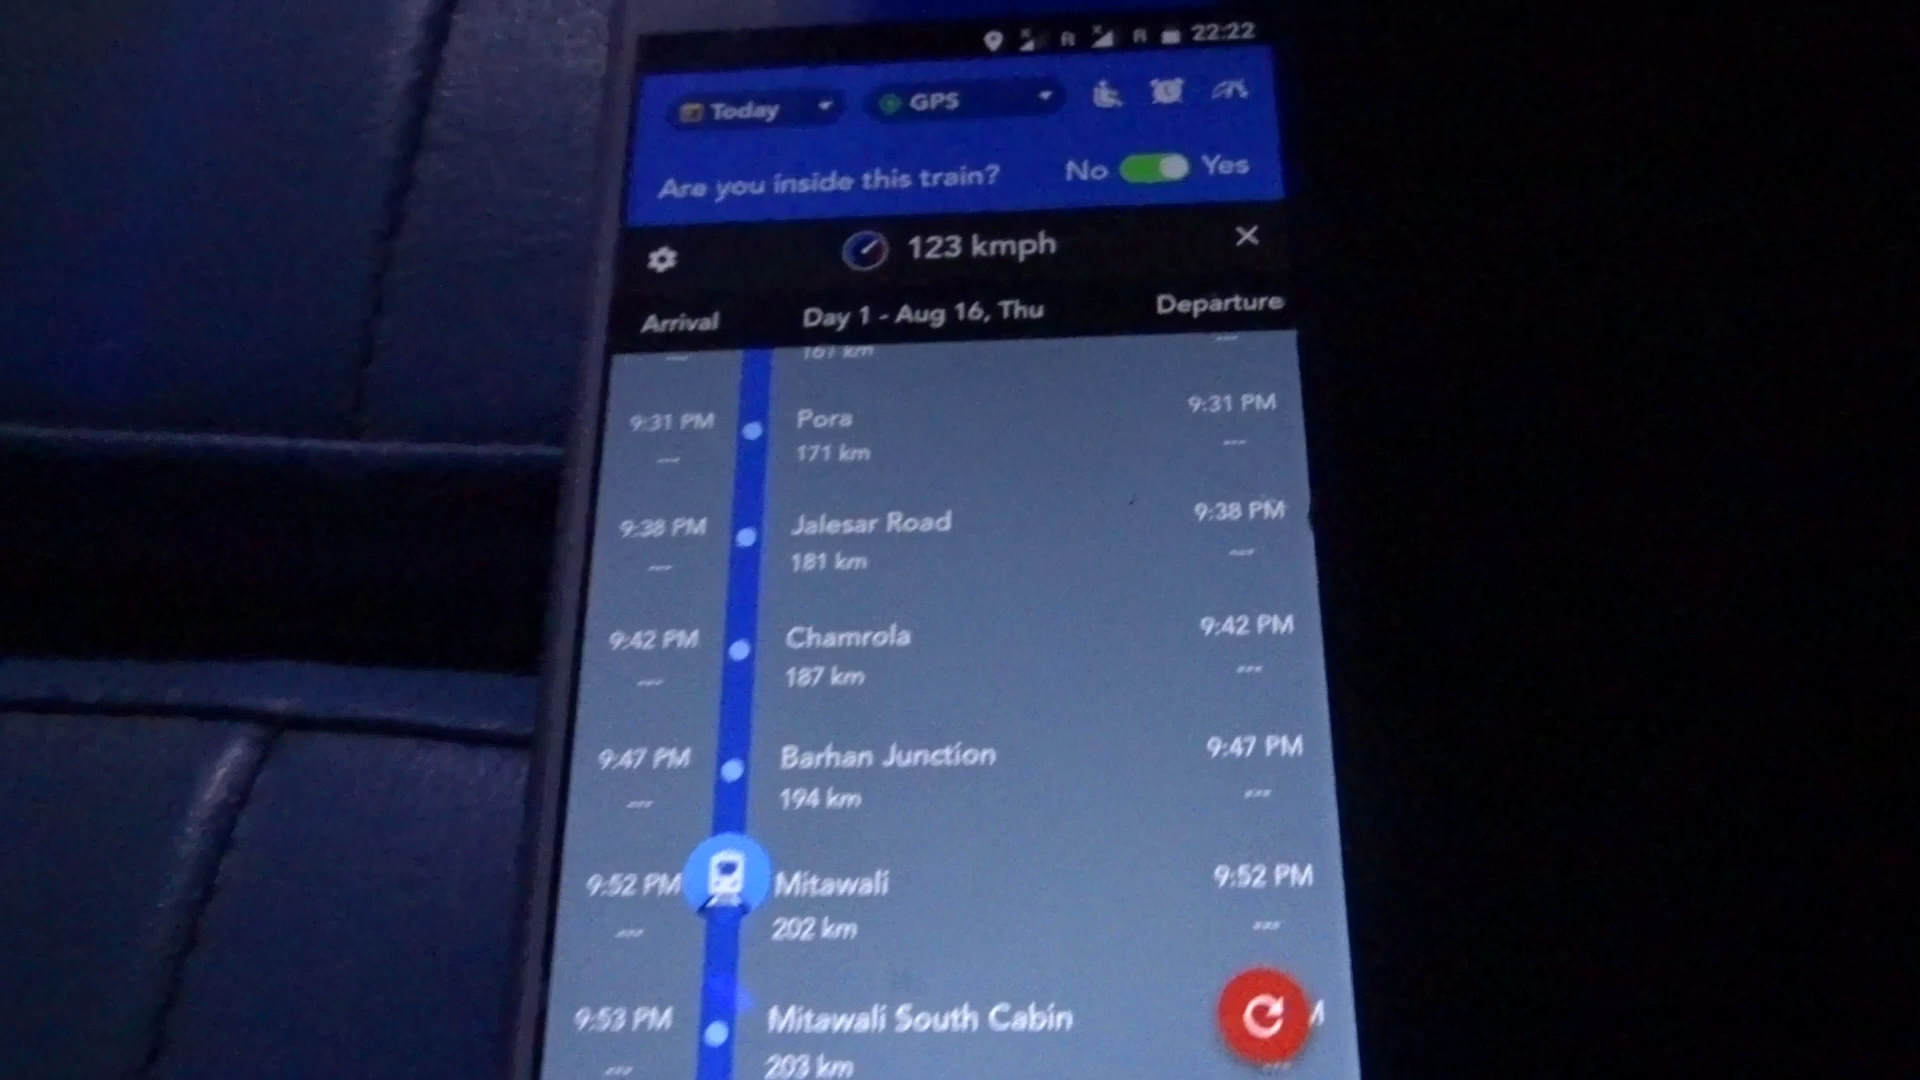 R R 22:22
Today GPS
Are you inside this train? No Yes
123 kmph
Arrival Day 1 - Aug 16, Thu Departure
--- 167 km ---
9:31 PM Pora 9:31 PM
--- 171 km ---
9:38 PM Jalesar Road 9:38 PM
--- 181 km ---
9:42 PM Chamrola 9:42 PM
--- 187 km ---
9:47 PM Barhan Junction 9:47 PM
--- 194 km ---
9:52 PM Mitawali 9:52 PM
--- 202 km ---
9:53 PM Mitawali South Cabin
--- 203 km ---